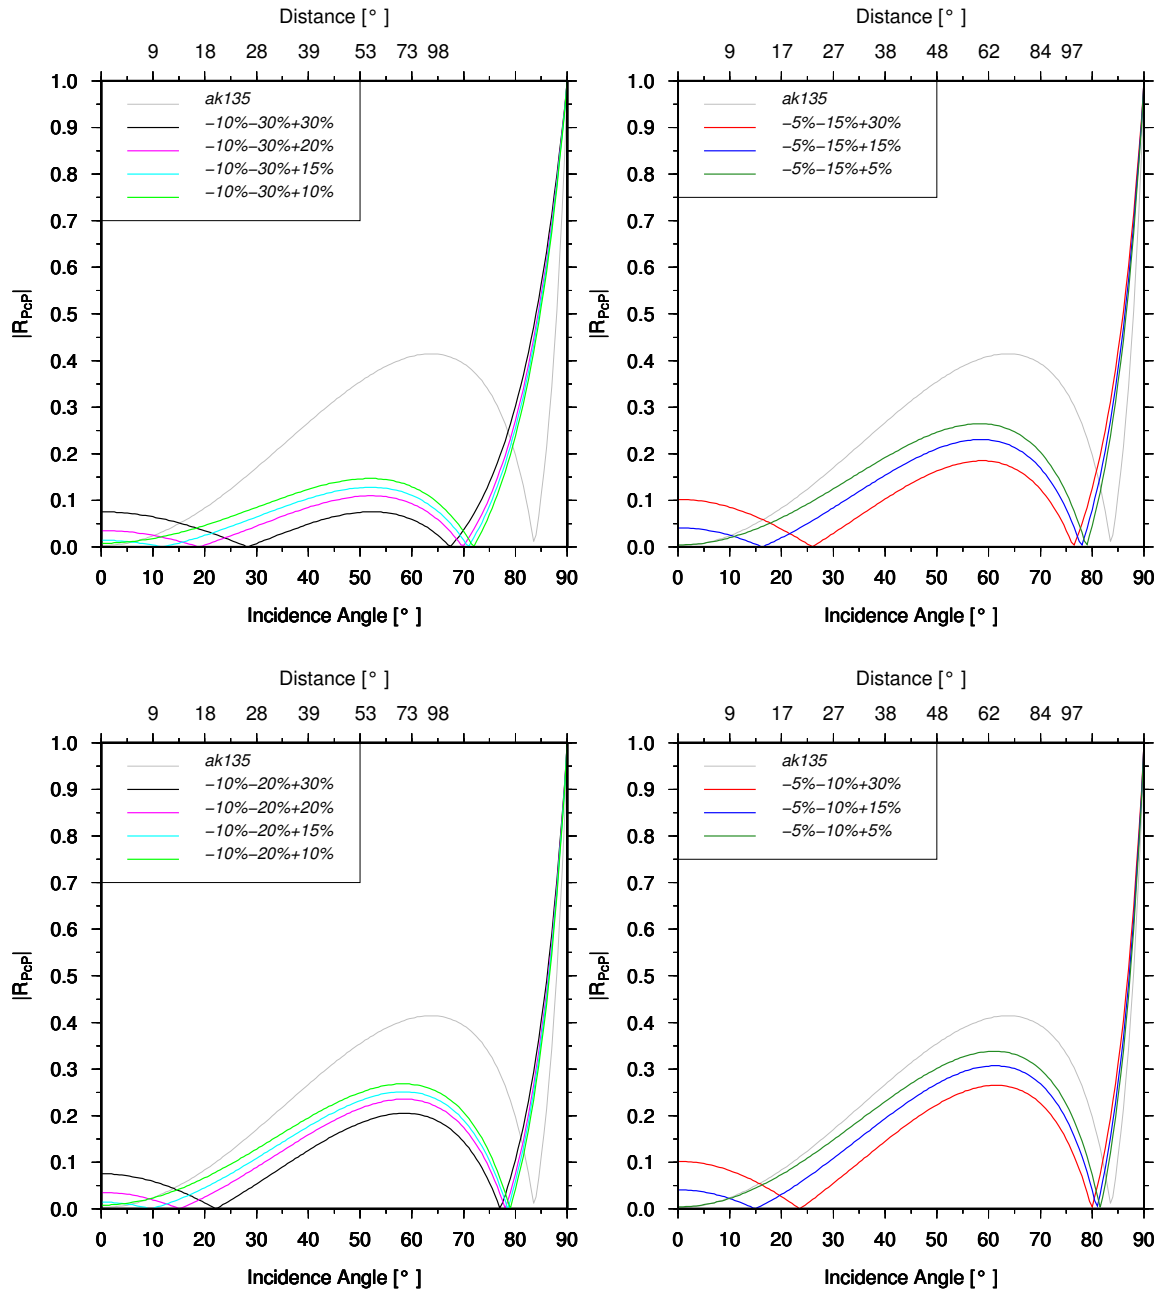 Distance [° ]
9 18 28 39 53 73 98
1.0
0.9
0.8
0.7
0.6
0.5
0.4
0.3
0.2
0.1
0.0
|R_PcP|
ak135
−10%−30%+30%
−10%−30%+20%
−10%−30%+15%
−10%−30%+10%
0 10 20 30 40 50 60 70 80 90
Incidence Angle [° ]
Distance [° ]
9 17 27 38 48 62 84 97
1.0
0.9
0.8
0.7
0.6
0.5
0.4
0.3
0.2
0.1
0.0
|R_PcP|
ak135
−5%−15%+30%
−5%−15%+15%
−5%−15%+5%
0 10 20 30 40 50 60 70 80 90
Incidence Angle [° ]
Distance [° ]
9 18 28 39 53 73 98
1.0
0.9
0.8
0.7
0.6
0.5
0.4
0.3
0.2
0.1
0.0
|R_PcP|
ak135
−10%−20%+30%
−10%−20%+20%
−10%−20%+15%
−10%−20%+10%
0 10 20 30 40 50 60 70 80 90
Incidence Angle [° ]
Distance [° ]
9 17 27 38 48 62 84 97
1.0
0.9
0.8
0.7
0.6
0.5
0.4
0.3
0.2
0.1
0.0
|R_PcP|
ak135
−5%−10%+30%
−5%−10%+15%
−5%−10%+5%
0 10 20 30 40 50 60 70 80 90
Incidence Angle [° ]